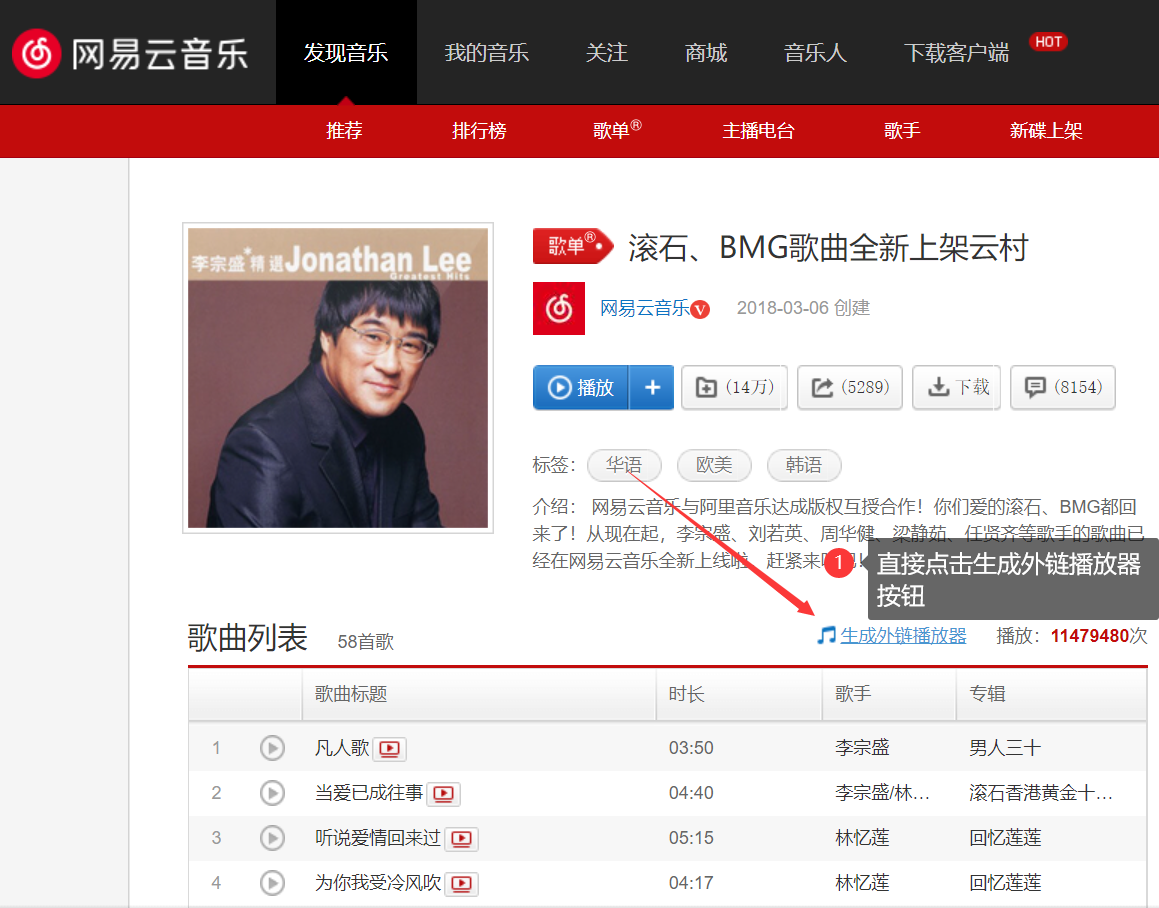 网易云音乐
发现音乐 我的音乐 关注 商城 音乐人 下载客户端 HOT
推荐 排行榜 歌单® 主播电台 歌手 新碟上架
李宗盛*精選Jonathan Lee
Greatest Hits
歌单® 滚石、BMG歌曲全新上架云村
网易云音乐V 2018-03-06 创建
播放 + (14万) (5289) 下载 (8154)
标签： 华语 欧美 韩语
介绍： 网易云音乐与阿里音乐达成版权互授合作！你们爱的滚石、BMG都回
来了！从现在起，李宗盛、刘若英、周华健、梁静茹、任贤齐等歌手的歌曲已
经在网易云音乐全新上线啦，赶紧来听吧！
1 直接点击生成外链播放器
按钮
歌曲列表 58首歌 生成外链播放器 播放：11479480次
歌曲标题 时长 歌手 专辑
1 凡人歌 03:50 李宗盛 男人三十
2 当爱已成往事 04:40 李宗盛/林... 滚石香港黄金十...
3 听说爱情回来过 05:15 林忆莲 回忆莲莲
4 为你我受冷风吹 04:17 林忆莲 回忆莲莲